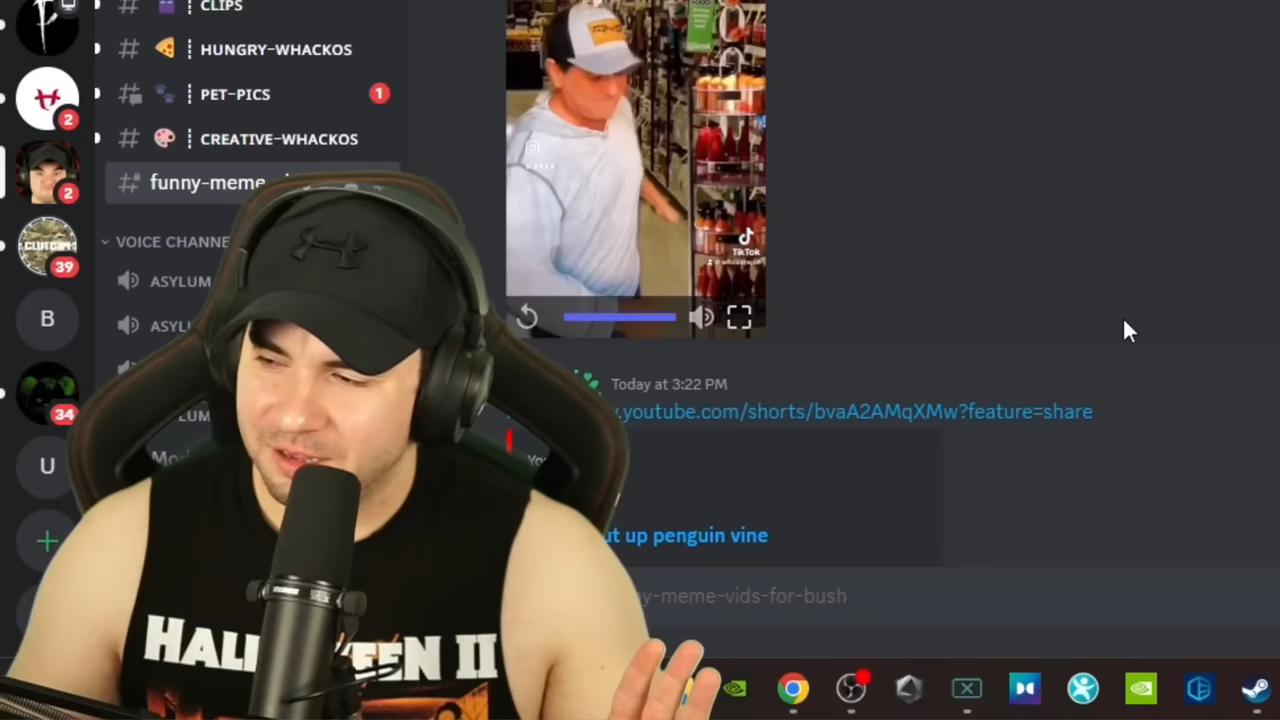 CLIPS
HUNGRY-WHACKOS
PET-PICS
1
CREATIVE-WHACKOS
funny-meme
VOICE CHANNE
ASYLUM
2
2
39
B
34
U
+
TikTok
Today at 3:22 PM
.youtube.com/shorts/bvaA2AMqXMw?feature=share
ut up penguin vine
y-meme-vids-for-bush
HALLOWEEN II